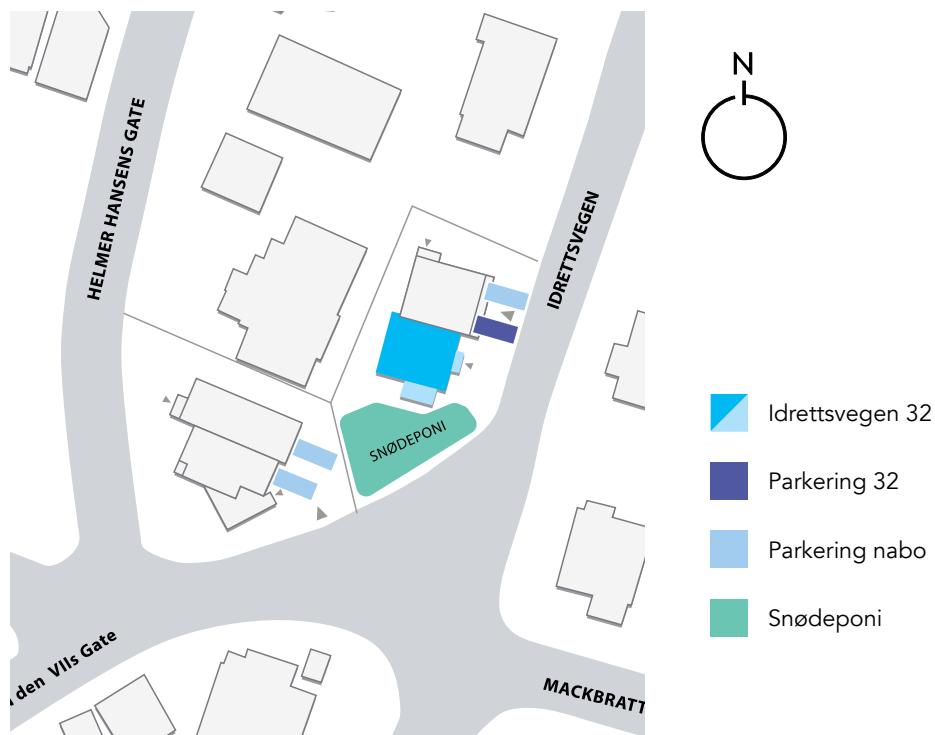 N
HELMER HANSENS GATE
IDRETTSVEGEN
Idrettsvegen 32
SNØDEPONI
Parkering 32
Parkering nabo
Snødeponi
den VIIs Gate
MACKBRATT